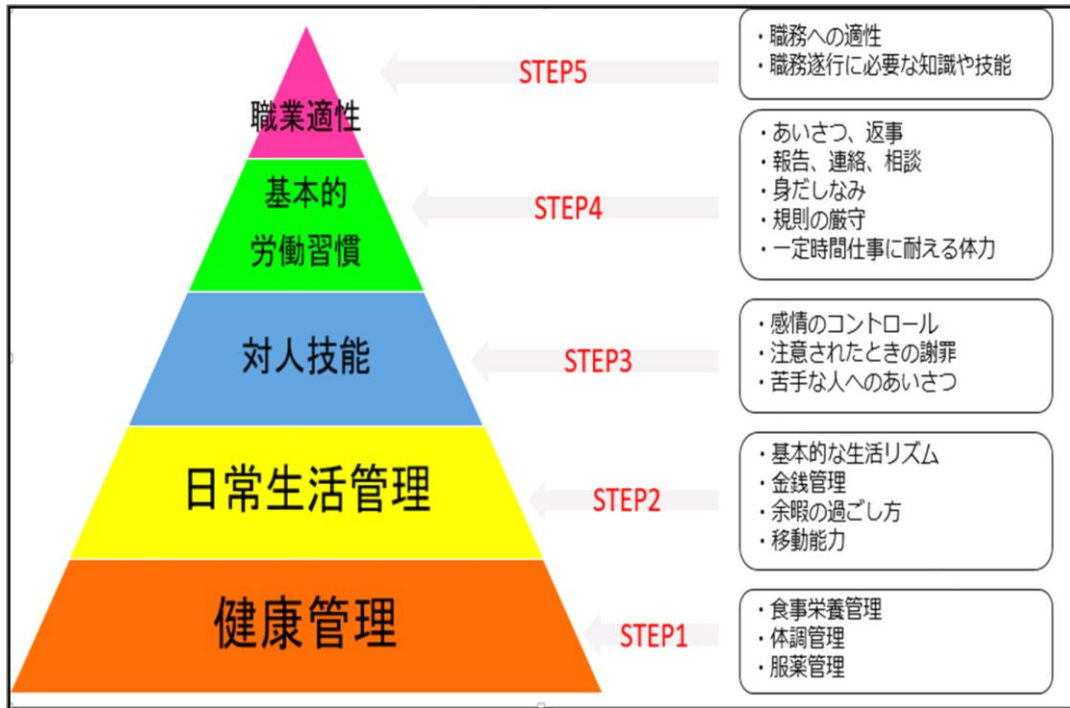 職業適性
STEP5
・職務への適性
・職務遂行に必要な知識や技能
基本的
労働習慣
STEP4
・あいさつ、返事
・報告、連絡、相談
・身だしなみ
・規則の厳守
・一定時間仕事に耐える体力
対人技能
STEP3
・感情のコントロール
・注意されたときの謝罪
・苦手な人へのあいさつ
日常生活管理
STEP2
・基本的な生活リズム
・金銭管理
・余暇の過ごし方
・移動能力
健康管理
STEP1
・食事栄養管理
・体調管理
・服薬管理